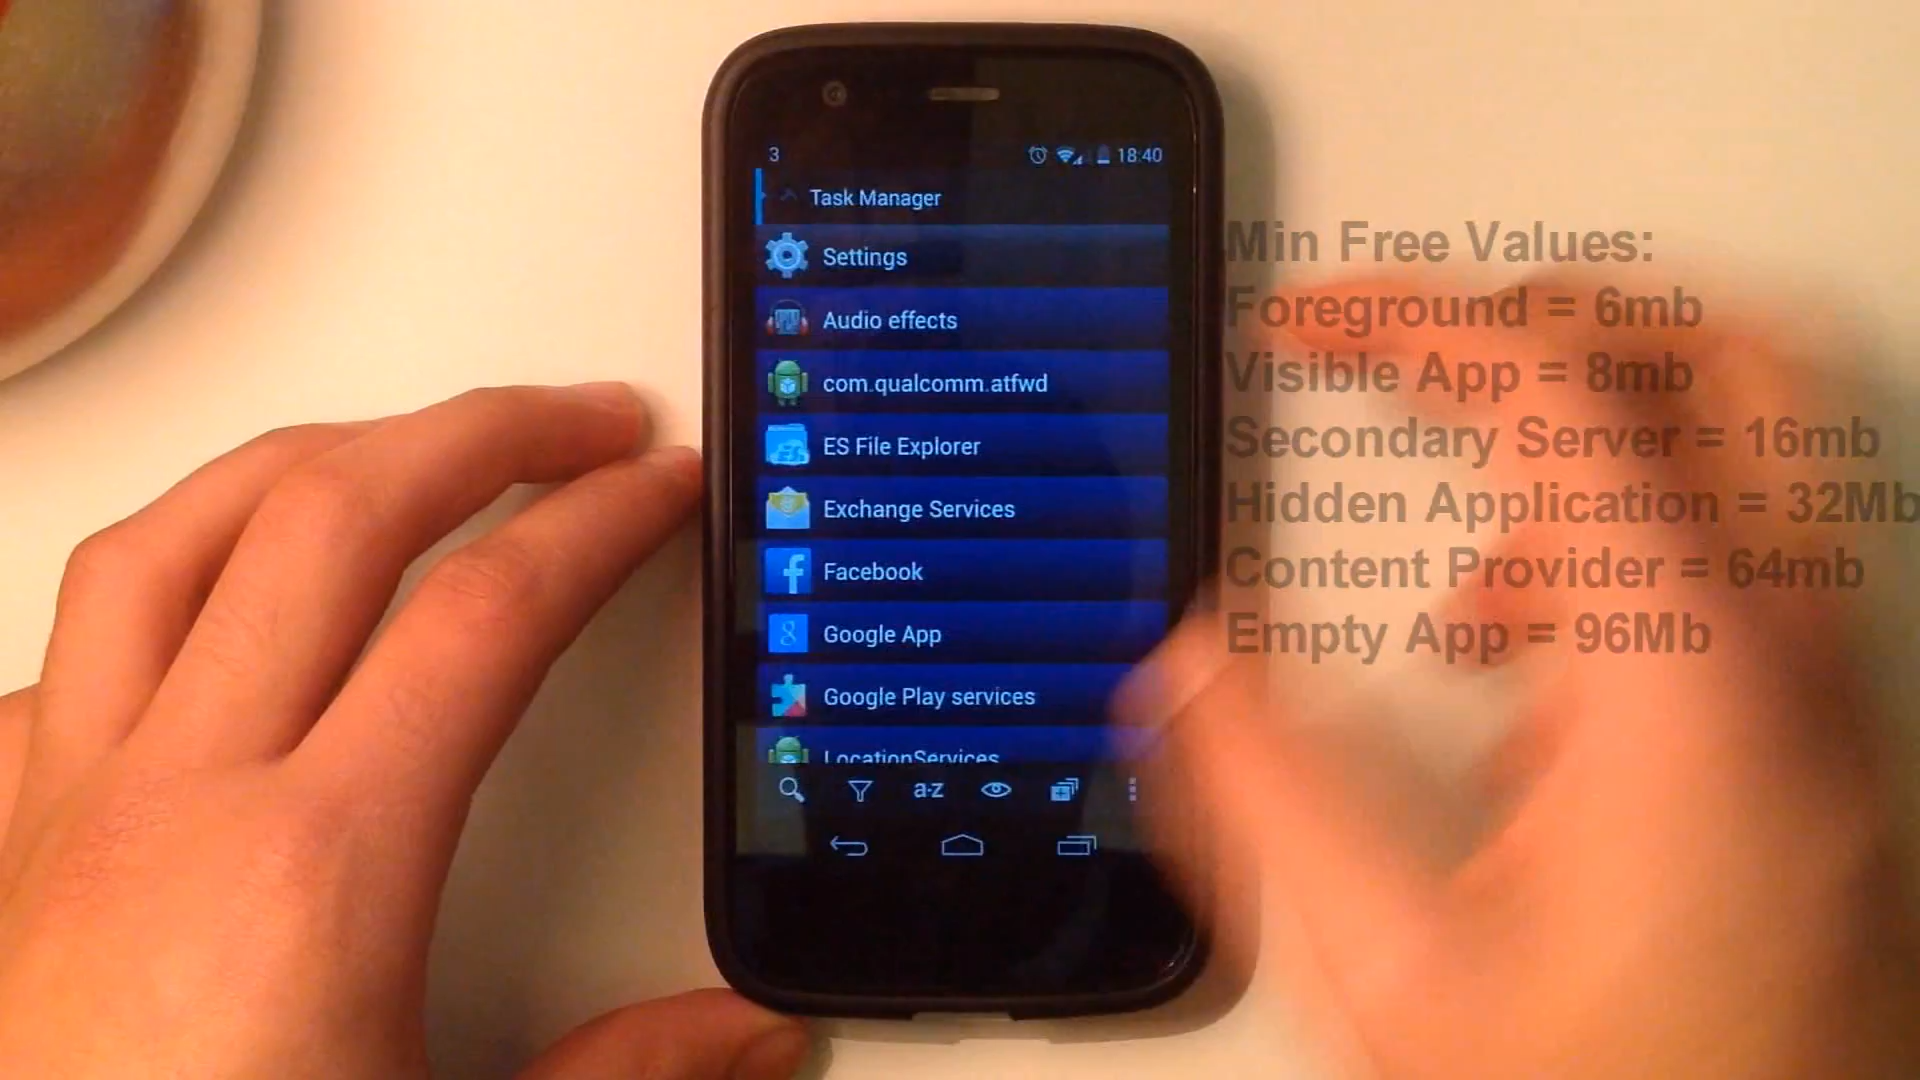 3
18:40
Task Manager
Settings
Audio effects
com.qualcomm.atfwd
ES File Explorer
Exchange Services
Facebook
Google App
Google Play services
LocationServices
a-z
Min Free Values:
Foreground = 6mb
Visible App = 8mb
Secondary Server = 16mb
Hidden Application = 32Mb
Content Provider = 64mb
Empty App = 96Mb